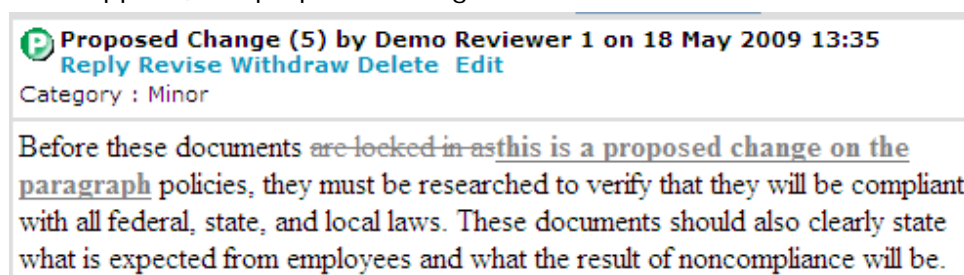 Proposed Change (5) by Demo Reviewer 1 on 18 May 2009 13:35
Reply Revise Withdraw Delete Edit
Category : Minor
Before these documents are locked in asthis is a proposed change on the
paragraph policies, they must be researched to verify that they will be compliant
with all federal, state, and local laws. These documents should also clearly state
what is expected from employees and what the result of noncompliance will be.